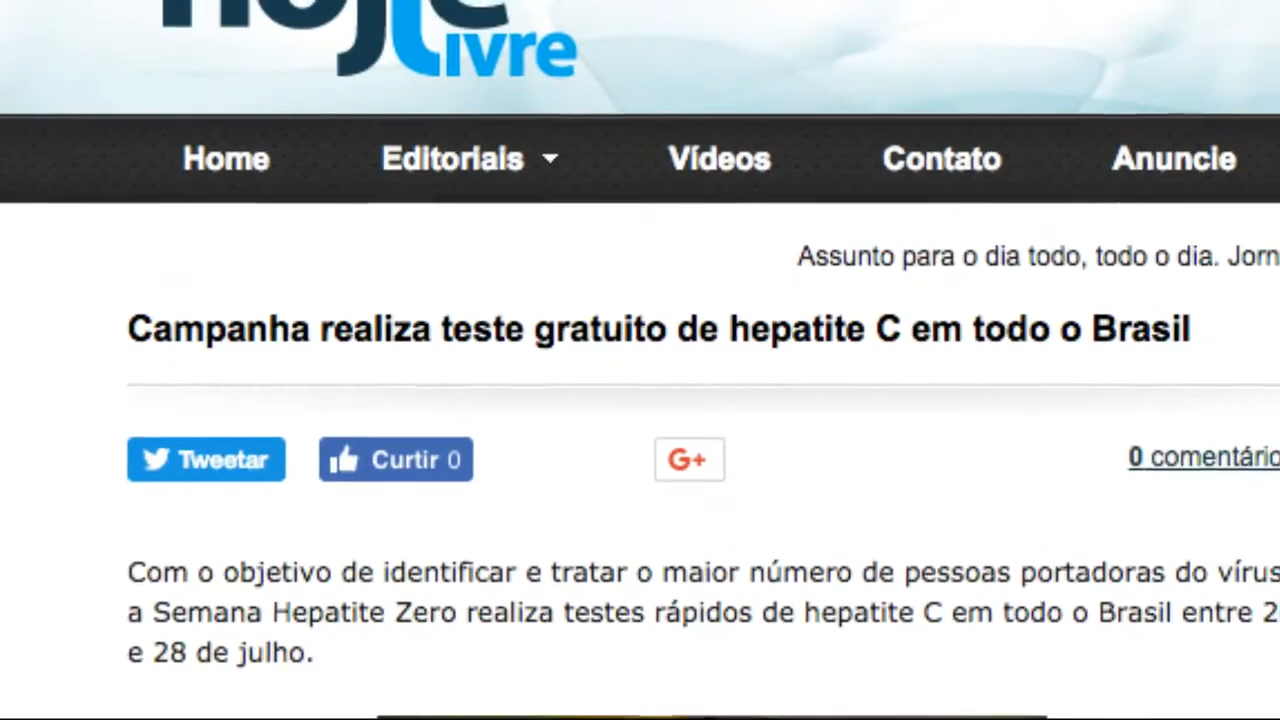 Livre
Home Editoriais Vídeos Contato Anuncie
Assunto para o dia todo, todo o dia.
Campanha realiza teste gratuito de hepatite C em todo o Brasil
Tweetar Curtir 0 G+ 0 comentário
Com o objetivo de identificar e tratar o maior número de pessoas portadoras do vírus
a Semana Hepatite Zero realiza testes rápidos de hepatite C em todo o Brasil entre
e 28 de julho.